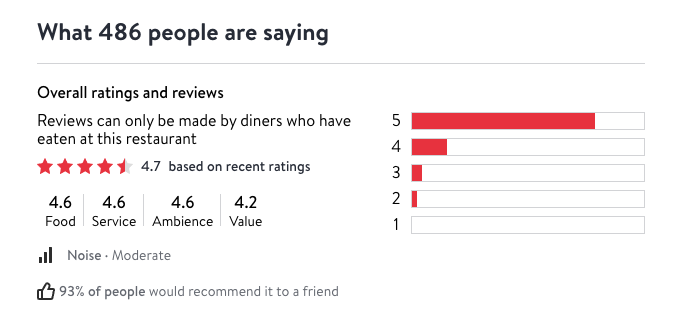 What 486 people are saying
Overall ratings and reviews
Reviews can only be made by diners who have
eaten at this restaurant
4.7 based on recent ratings
4.6 4.6 4.6 4.2
Food Service Ambience Value
Noise · Moderate
93% of people would recommend it to a friend
5
4
3
2
1